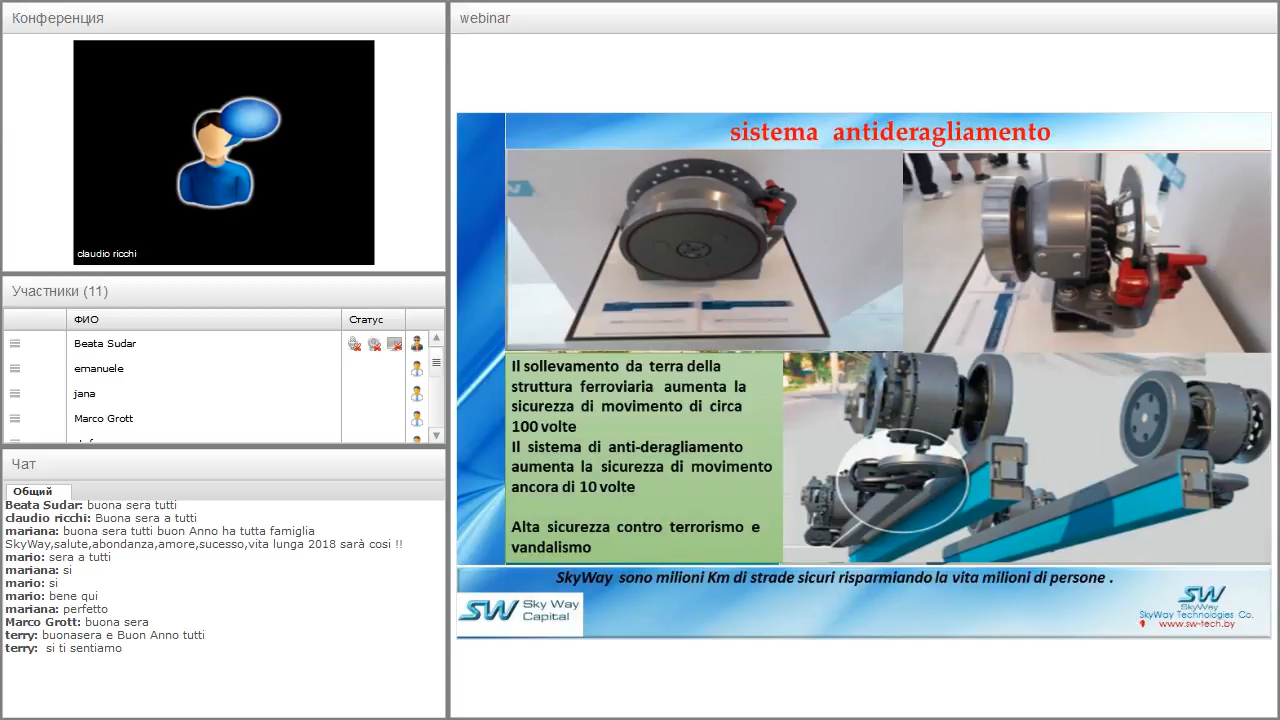 Конференция
claudio ricchi
Участники (11)
ФИО
Статус
Beata Sudar
emanuele
jana
Marco Grott
Чат
Общий
Beata Sudar: buona sera tutti
claudio ricchi: Buona sera a tutti
mariana: buona sera tutti buon Anno ha tutta famiglia
SkyWay,salute,abondanza,amore,sucesso,vita lunga 2018 sarà cosi !!
mario: sera a tutti
mariana: si
mario: si
mario: bene qui
mariana: perfetto
Marco Grott: buona sera
terry: buonasera e Buon Anno tutti
terry: si ti sentiamo
webinar
sistema antideragliamento
Il sollevamento da terra della
struttura ferroviaria aumenta la
sicurezza di movimento di circa
100 volte
Il sistema di anti-deragliamento
aumenta la sicurezza di movimento
ancora di 10 volte
Alta sicurezza contro terrorismo e
vandalismo
SkyWay sono milioni Km di strade sicuri risparmiando la vita milioni di persone .
SW Sky Way
Capital
SW
SkyWay
SkyWay Technologies Co.
www.sw-tech.by